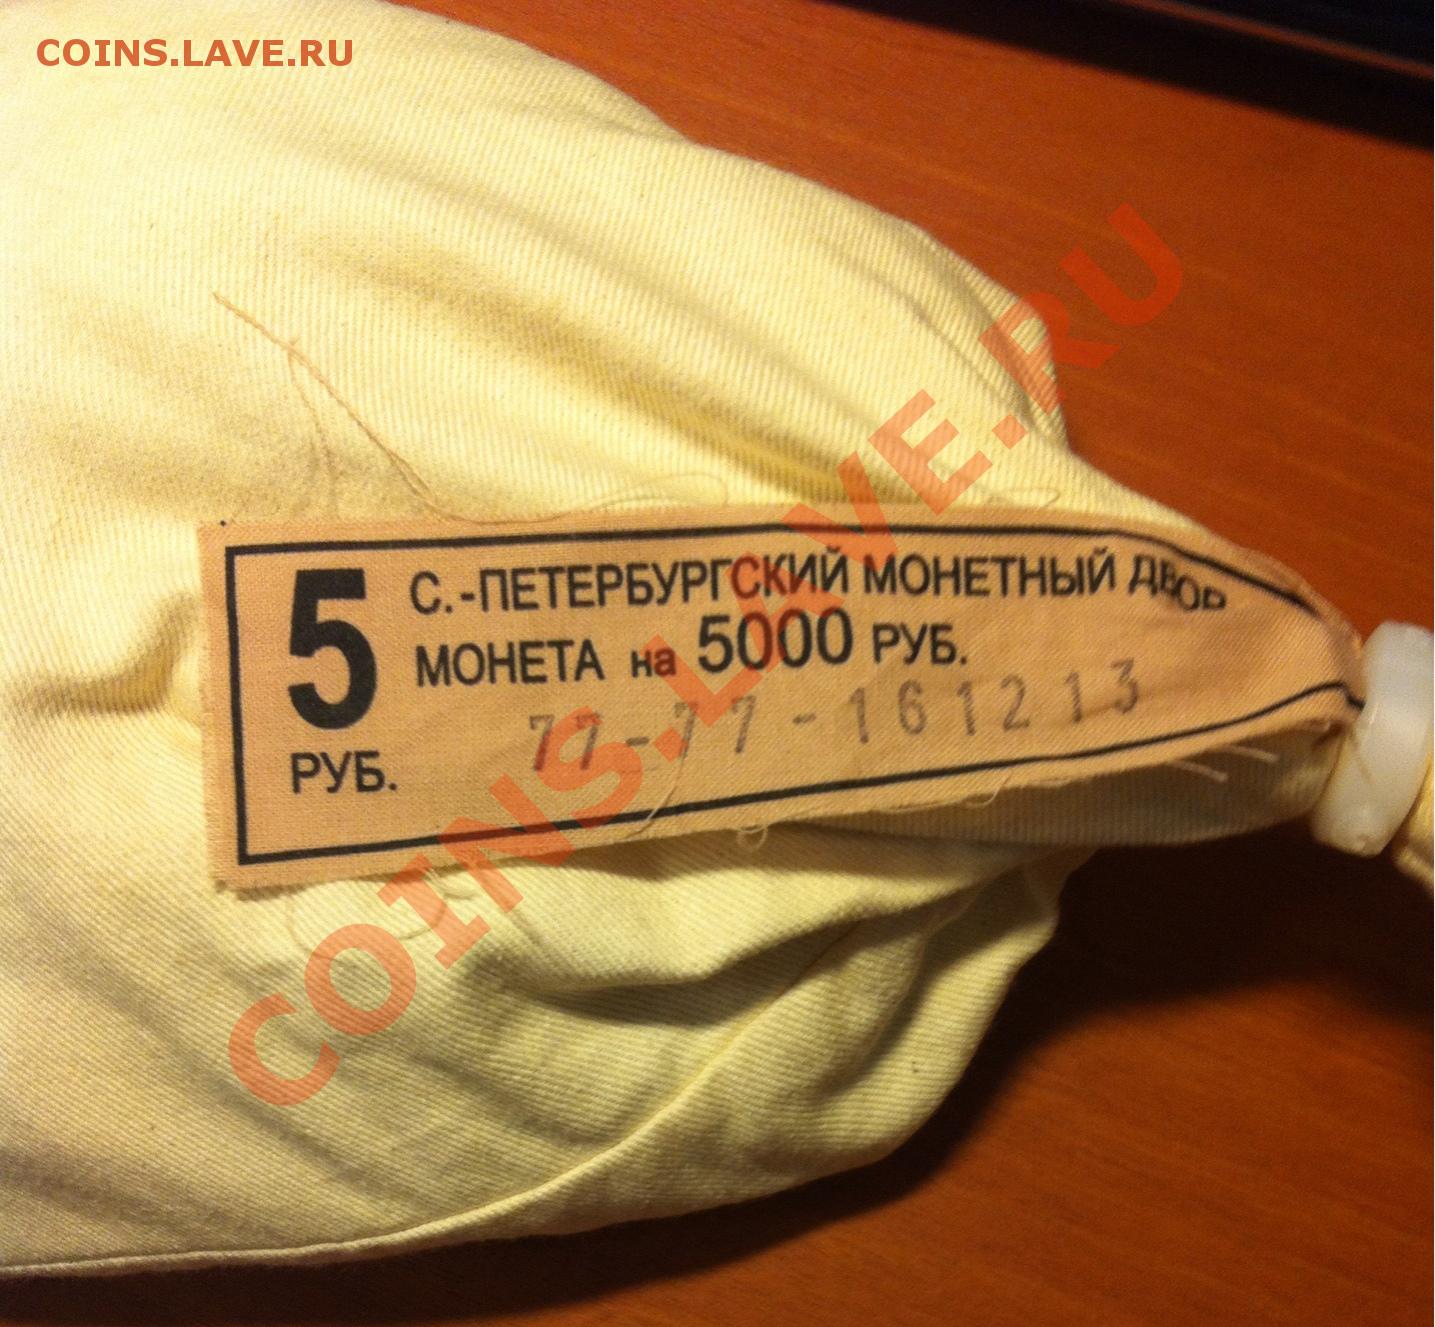 COINS.LAVE.RU
5 РУБ.
С.-ПЕТЕРБУРГСКИЙ МОНЕТНЫЙ ДВОР
МОНЕТА на 5000 РУБ.
77-77-161213
COINS.LAVE.RU